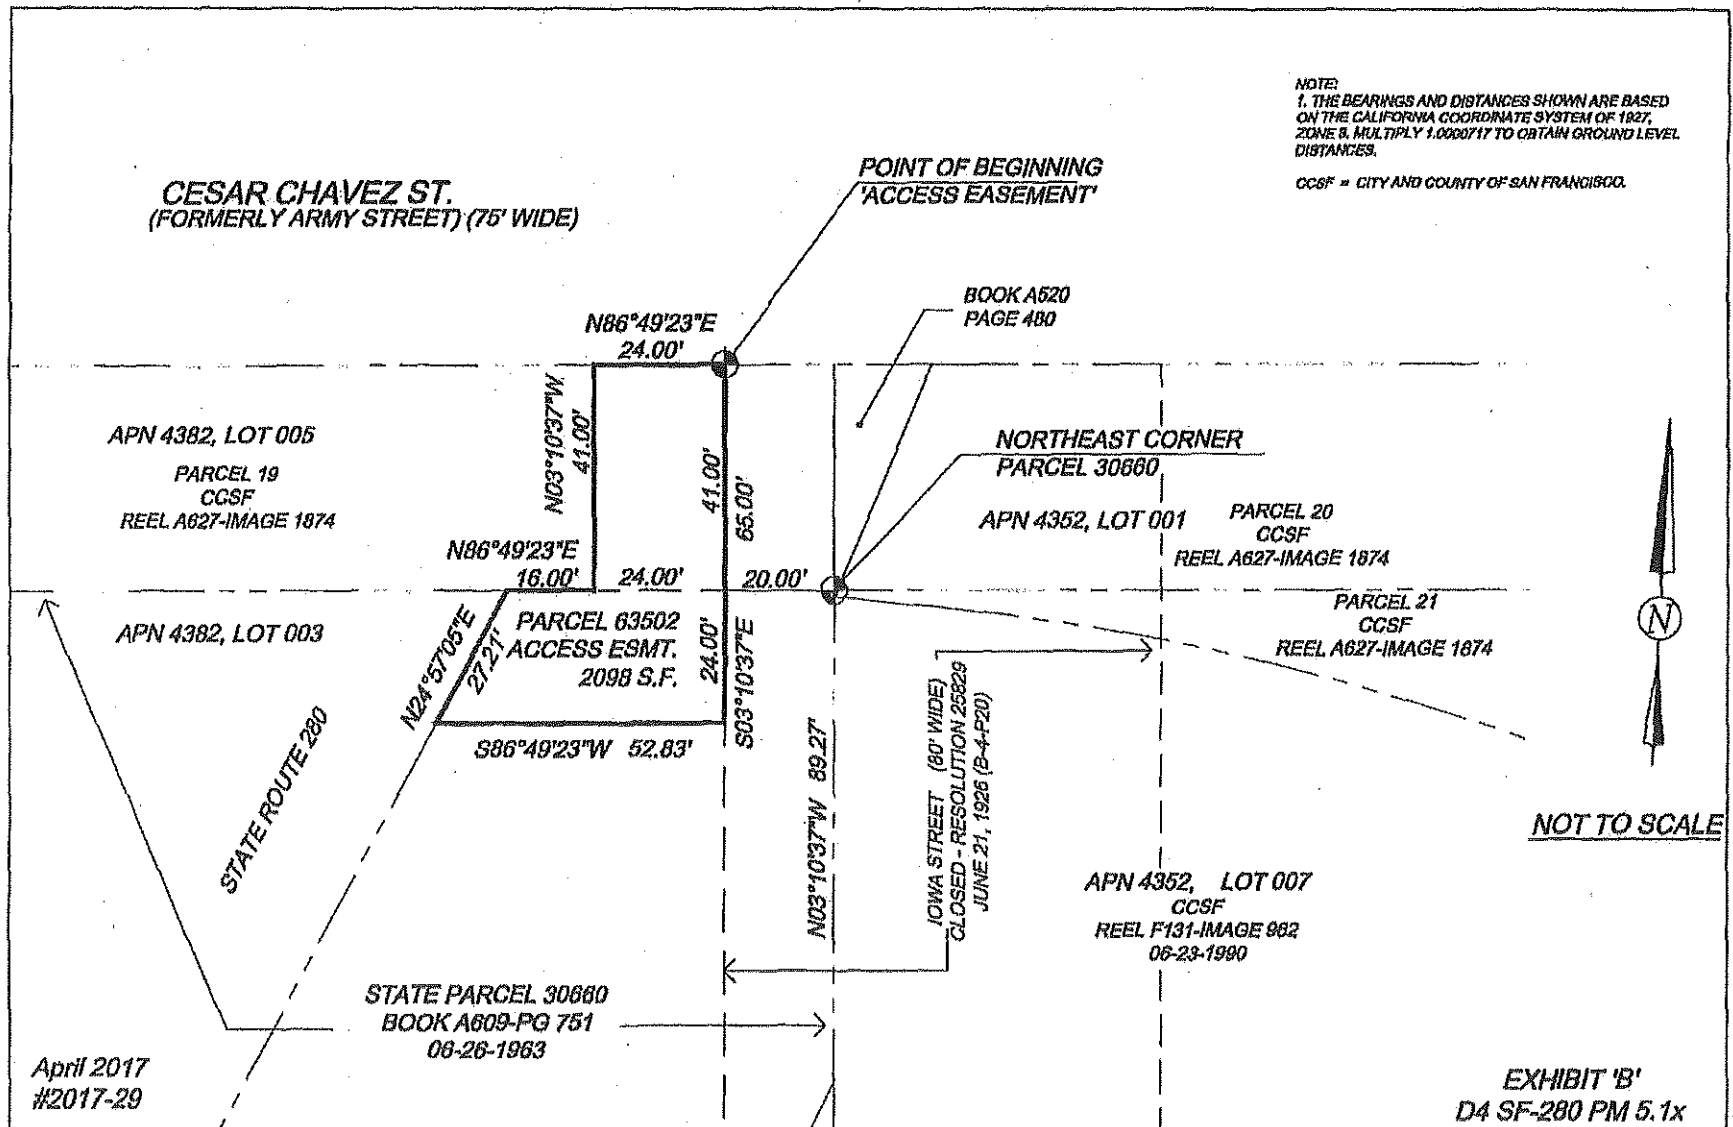 NOTE:
1. THE BEARINGS AND DISTANCES SHOWN ARE BASED
ON THE CALIFORNIA COORDINATE SYSTEM OF 1927,
ZONE 3. MULTIPLY 1.0000717 TO OBTAIN GROUND LEVEL
DISTANCES.
CCSF = CITY AND COUNTY OF SAN FRANCISCO.
CESAR CHAVEZ ST.
(FORMERLY ARMY STREET) (75' WIDE)
POINT OF BEGINNING
'ACCESS EASEMENT'
BOOK A520
PAGE 480
N86°49'23"E
24.00'
N03°10'37"W
41.00'
41.00'
65.00'
APN 4382, LOT 005
PARCEL 19
CCSF
REEL A627-IMAGE 1874
NORTHEAST CORNER
PARCEL 30660
APN 4352, LOT 001
PARCEL 20
CCSF
REEL A627-IMAGE 1874
N86°49'23"E
16.00'
24.00'
20.00'
APN 4382, LOT 003
N24°57'05"E
27.21'
PARCEL 63502
ACCESS ESMT.
2098 S.F.
24.00'
S03°10'37"E
PARCEL 21
CCSF
REEL A627-IMAGE 1874
N
S86°49'23"W 52.83'
STATE ROUTE 280
N03°10'37"W 89.27'
IOWA STREET (80' WIDE)
CLOSED - RESOLUTION 25829
JUNE 21, 1926 (B-4-P20)
NOT TO SCALE
APN 4352, LOT 007
CCSF
REEL F131-IMAGE 962
06-23-1990
STATE PARCEL 30660
BOOK A609-PG 751
06-26-1963
April 2017
#2017-29
EXHIBIT 'B'
D4 SF-280 PM 5.1x